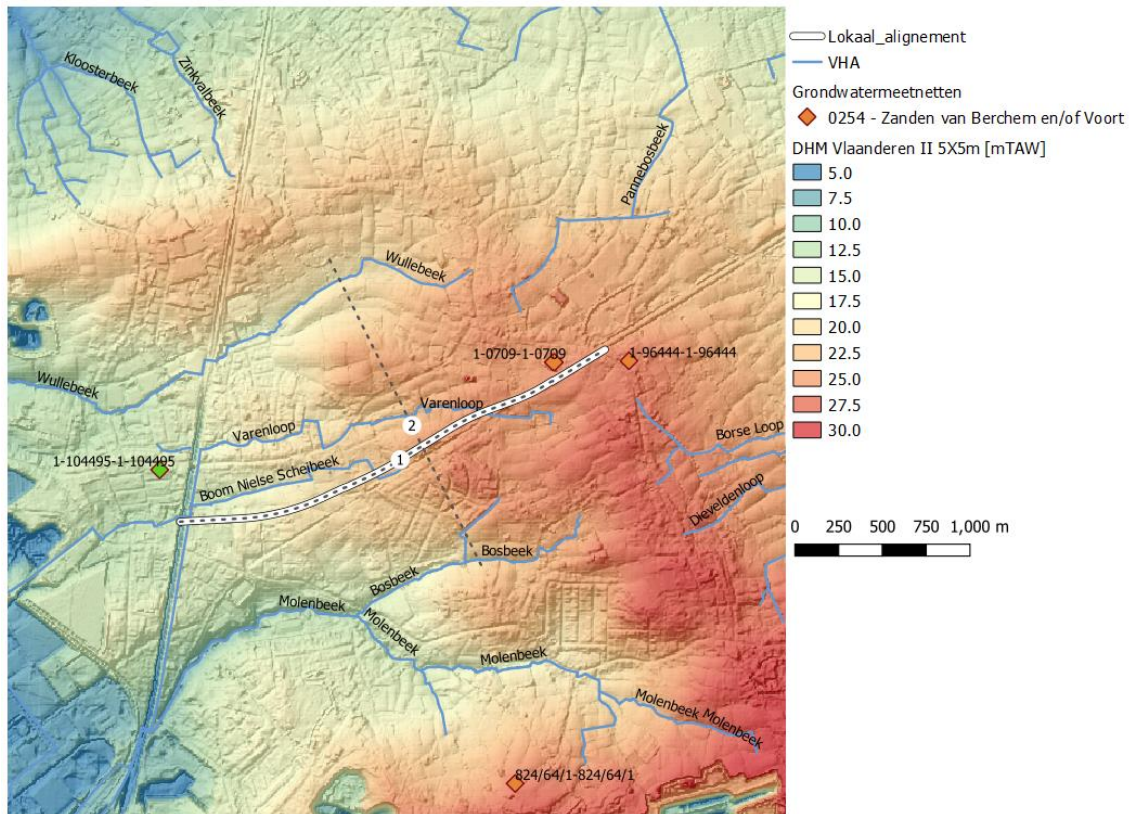 Kloosterbeek
Zinkvalbeek
Pannebosbeek
Wullebeek
1-0709-1-0709
1-96444-1-96444
Wullebeek
Varenloop
2
Varenloop
Borse Loop
1-104495-1-104495
1
Boom Nielse Scheibeek
Dieveldenloop
Bosbeek
Bosbeek
Molenbeek
Molenbeek
Molenbeek
Molenbeek
Molenbeek
824/64/1-824/64/1
Lokaal_alignement
VHA
Grondwatermeetnetten
0254 - Zanden van Berchem en/of Voort
DHM Vlaanderen II 5X5m [mTAW]
5.0
7.5
10.0
12.5
15.0
17.5
20.0
22.5
25.0
27.5
30.0
0 250 500 750 1,000 m